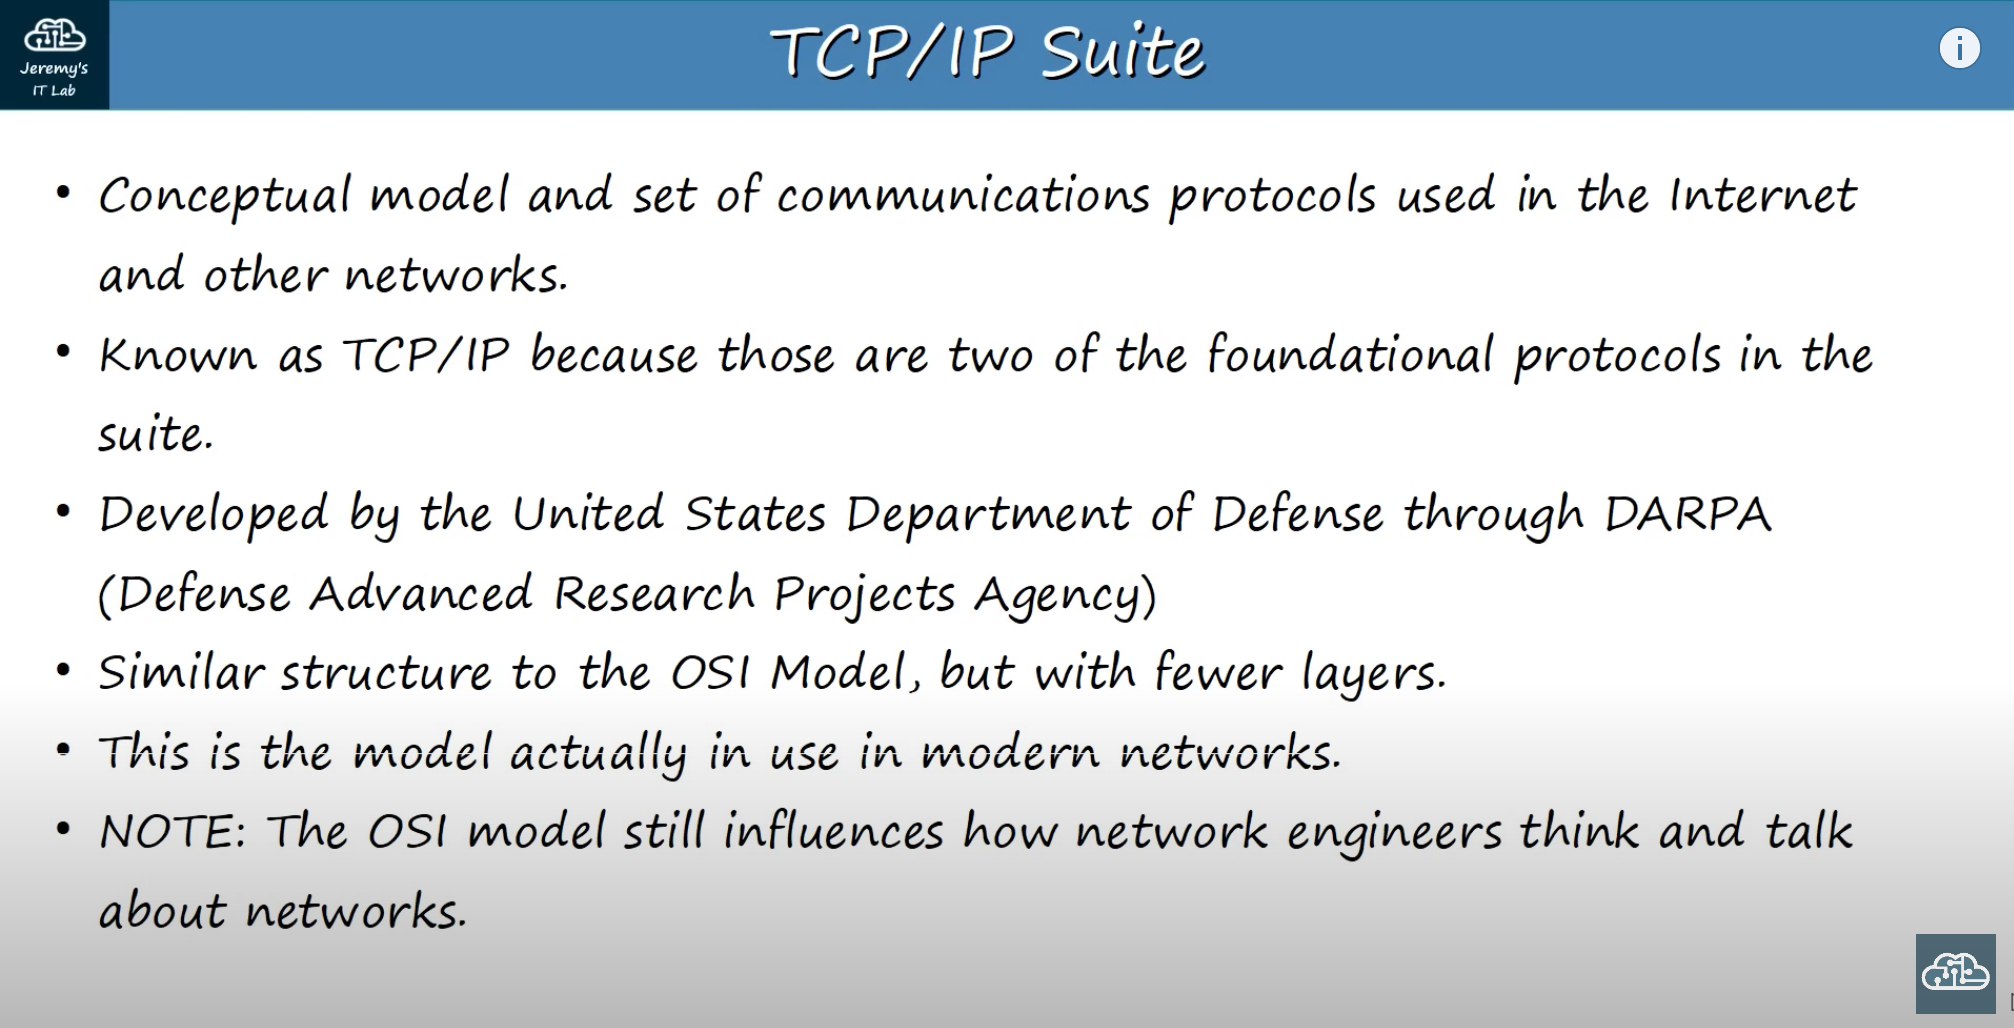 Jeremy's
IT Lab
TCP/IP Suite
i
• Conceptual model and set of communications protocols used in the Internet
and other networks.
• Known as TCP/IP because those are two of the foundational protocols in the
suite.
• Developed by the United States Department of Defense through DARPA
(Defense Advanced Research Projects Agency)
• Similar structure to the OSI Model, but with fewer layers.
• This is the model actually in use in modern networks.
• NOTE: The OSI model still influences how network engineers think and talk
about networks.